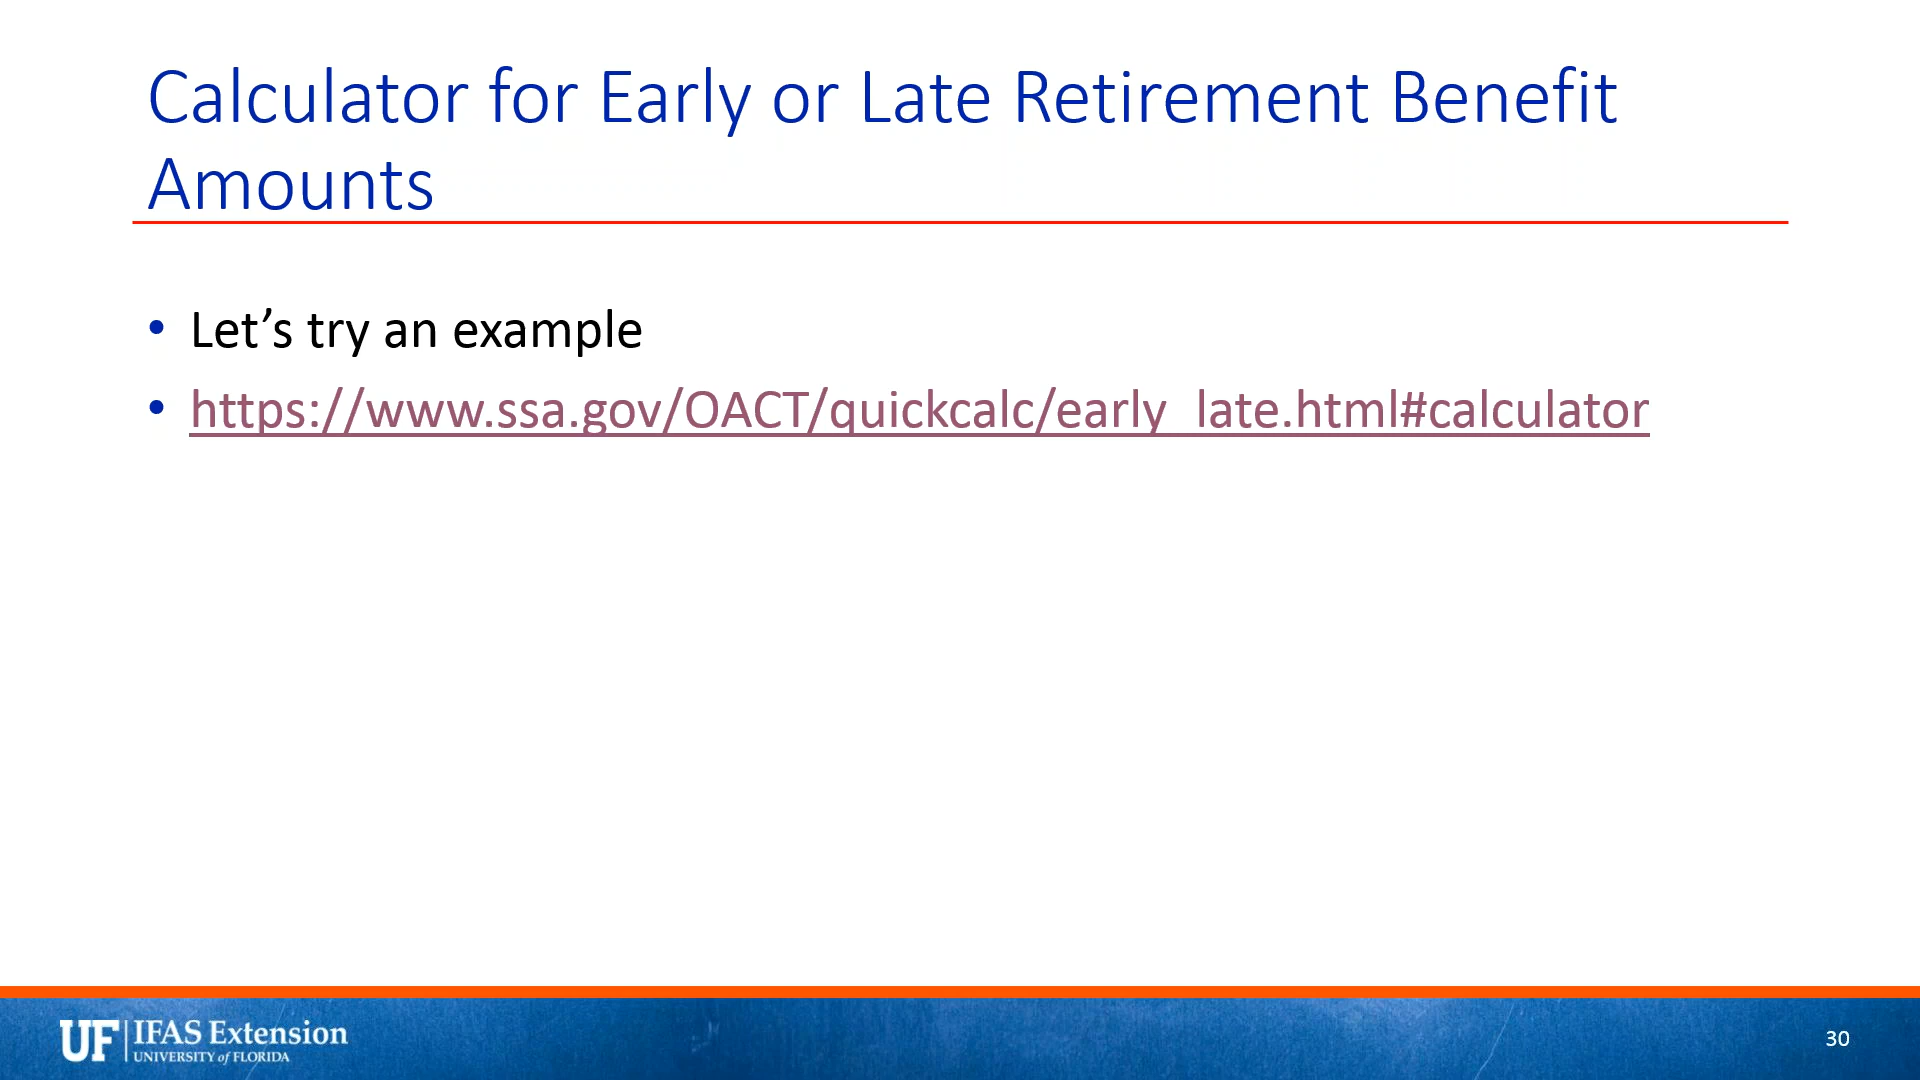 Calculator for Early or Late Retirement Benefit
Amounts
• Let’s try an example
• https://www.ssa.gov/OACT/quickcalc/early_late.html#calculator
UF IFAS Extension
UNIVERSITY of FLORIDA
30